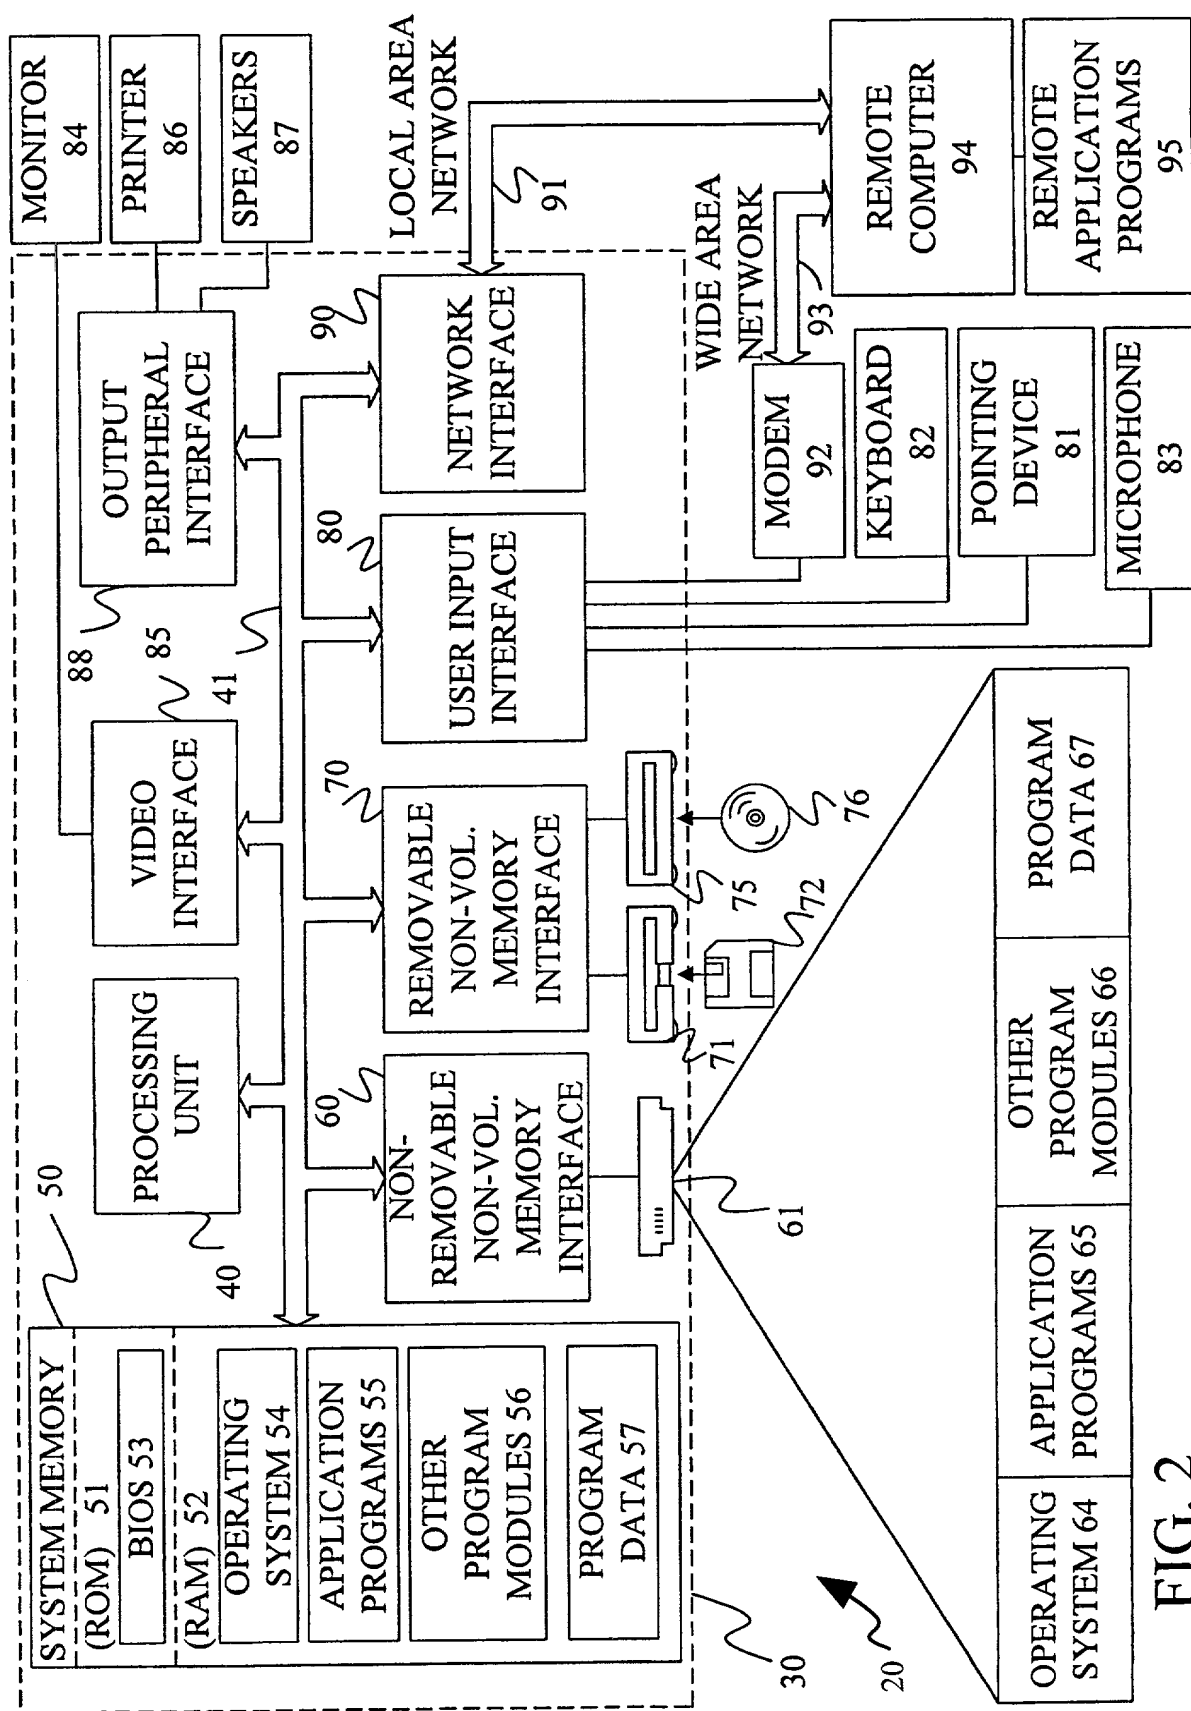 MONITOR
84
PRINTER
86
SPEAKERS
87
OUTPUT
PERIPHERAL
INTERFACE
88
VIDEO
INTERFACE
85
41
PROCESSING
UNIT
40
50
SYSTEM MEMORY
(ROM) 51
BIOS 53
(RAM) 52
OPERATING
SYSTEM 54
APPLICATION
PROGRAMS 55
OTHER
PROGRAM
MODULES 56
PROGRAM
DATA 57
NON-
REMOVABLE
NON-VOL.
MEMORY
INTERFACE
60
REMOVABLE
NON-VOL.
MEMORY
INTERFACE
70
USER INPUT
INTERFACE
80
NETWORK
INTERFACE
90
LOCAL AREA
NETWORK
91
WIDE AREA
NETWORK
93
MODEM
92
KEYBOARD
82
POINTING
DEVICE
81
MICROPHONE
83
REMOTE
COMPUTER
94
REMOTE
APPLICATION
PROGRAMS
95
61
71
72
75
76
30
20
OPERATING
SYSTEM 64
APPLICATION
PROGRAMS 65
OTHER
PROGRAM
MODULES 66
PROGRAM
DATA 67
FIG. 2